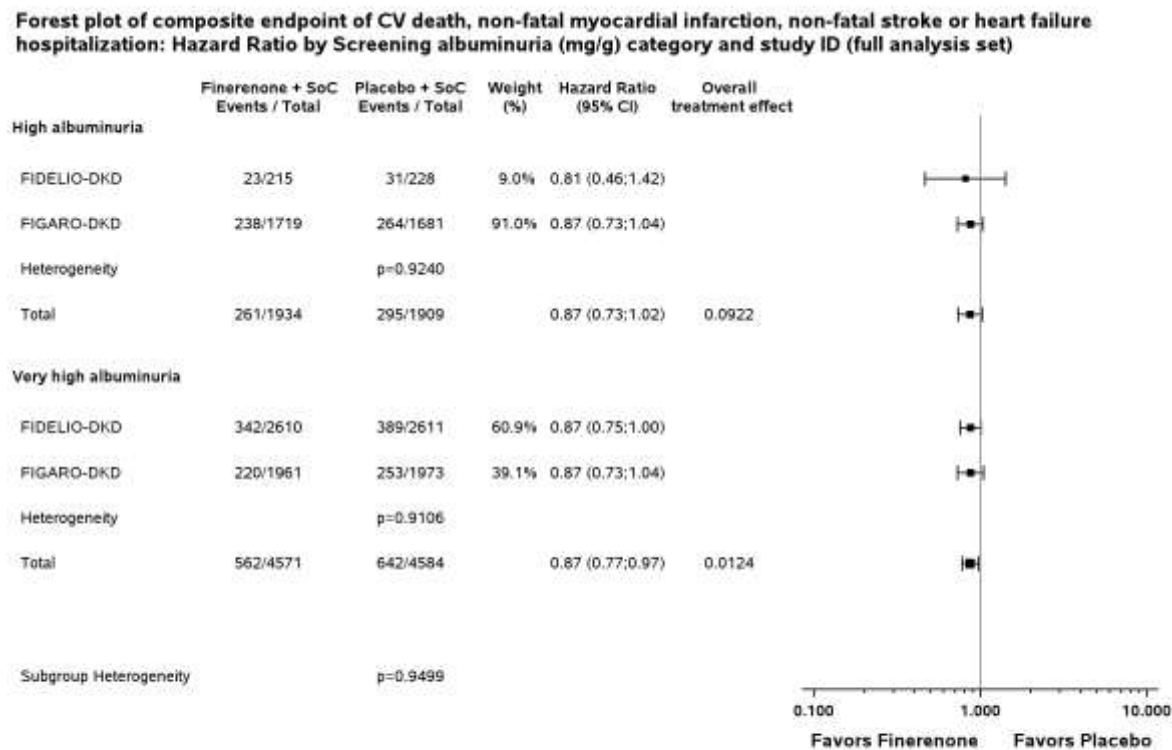 Forest plot of composite endpoint of CV death, non-fatal myocardial infarction, non-fatal stroke or heart failure
hospitalization: Hazard Ratio by Screening albuminuria (mg/g) category and study ID (full analysis set)
Finerenone + SoC Placebo + SoC Weight Hazard Ratio Overall
Events / Total Events / Total (%) (95% CI) treatment effect
High albuminuria
FIDELIO-DKD 23/215 31/228 9.0% 0.81 (0.46;1.42)
FIGARO-DKD 238/1719 264/1681 91.0% 0.87 (0.73;1.04)
Heterogeneity p=0.9240
Total 261/1934 295/1909 0.87 (0.73;1.02) 0.0922
Very high albuminuria
FIDELIO-DKD 342/2610 389/2611 60.9% 0.87 (0.75;1.00)
FIGARO-DKD 220/1961 253/1973 39.1% 0.87 (0.73;1.04)
Heterogeneity p=0.9106
Total 562/4571 642/4584 0.87 (0.77;0.97) 0.0124
Subgroup Heterogeneity p=0.9499
0.100 1.000 10.000
Favors Finerenone Favors Placebo